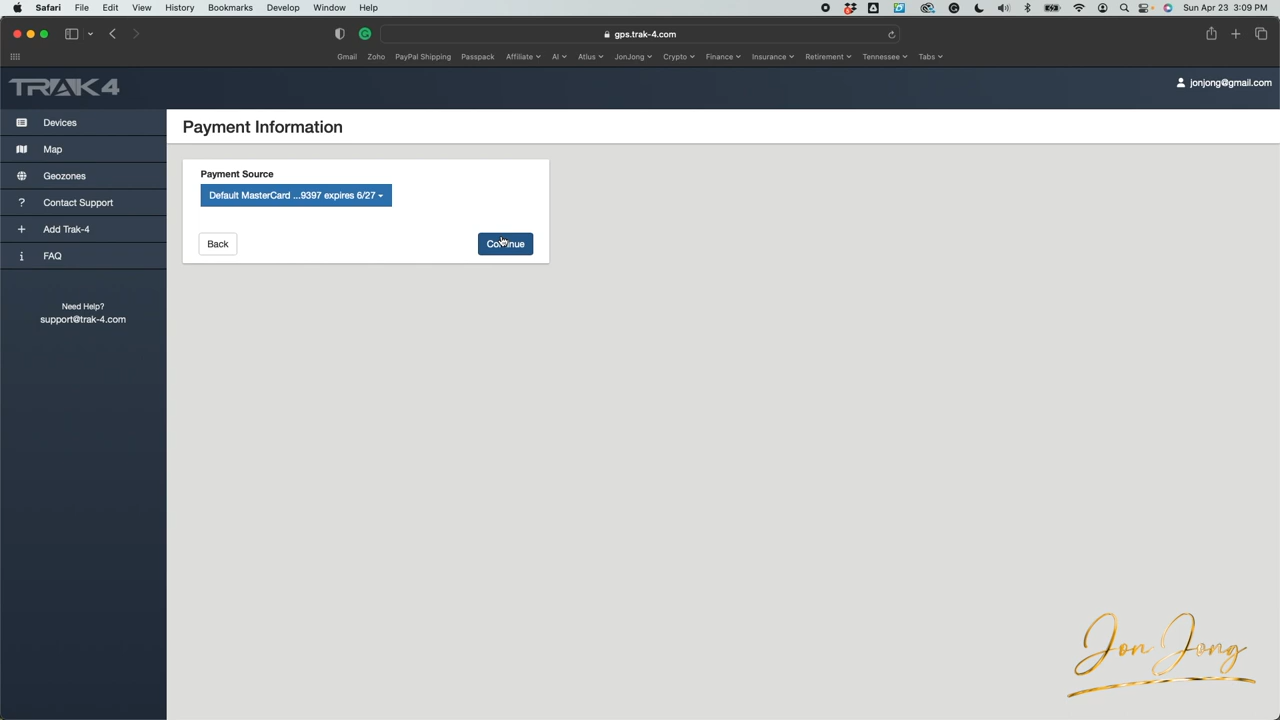 Safari File Edit View History Bookmarks Develop Window Help Sun Apr 23 3:09 PM
gps.trak-4.com
Gmail Zoho PayPal Shipping Passpack Affiliate AI Atlus JonJong Crypto Finance Insurance Retirement Tennessee Tabs
TRAK4 jonjong@gmail.com
Devices
Map
Geozones
? Contact Support
+ Add Trak-4
i FAQ
Need Help?
support@trak-4.com
Payment Information
Payment Source
Default MasterCard ...9397 expires 6/27
Back Continue
Jon Jong